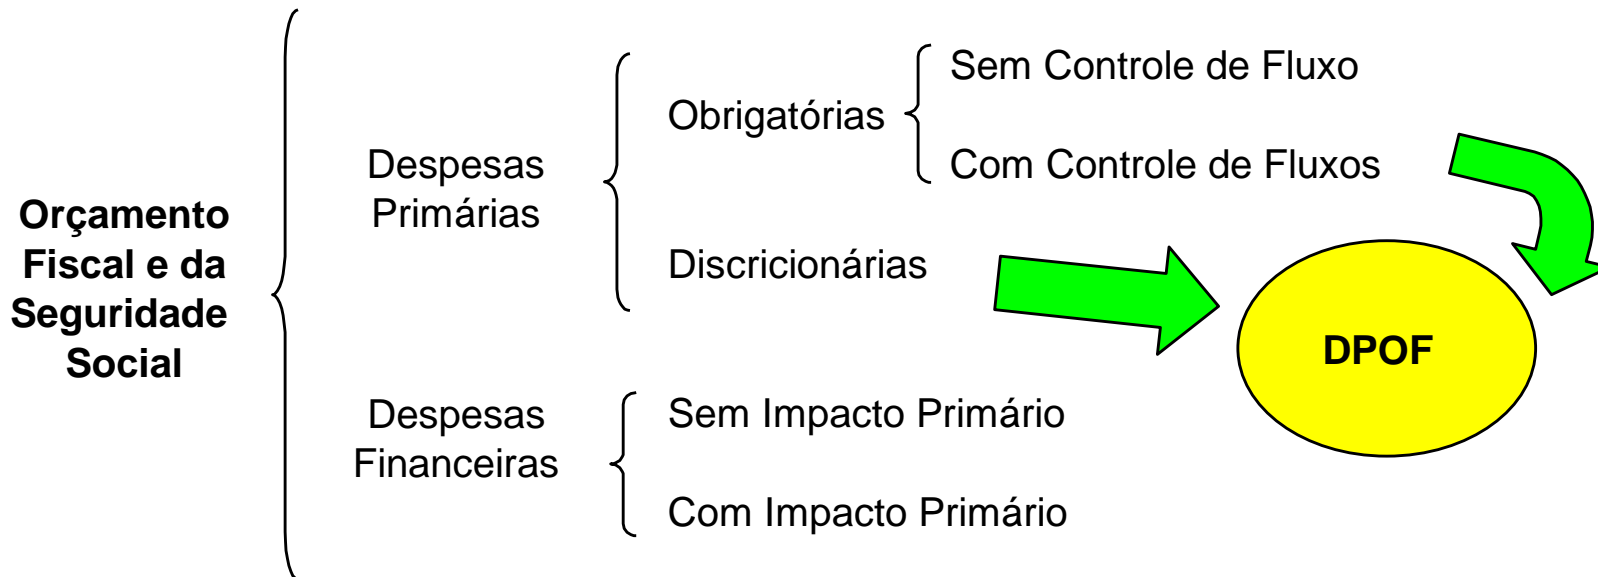 Orçamento
Fiscal e da
Seguridade
Social
Despesas
Primárias
Obrigatórias
Sem Controle de Fluxo
Com Controle de Fluxos
Discricionárias
DPOF
Despesas
Financeiras
Sem Impacto Primário
Com Impacto Primário